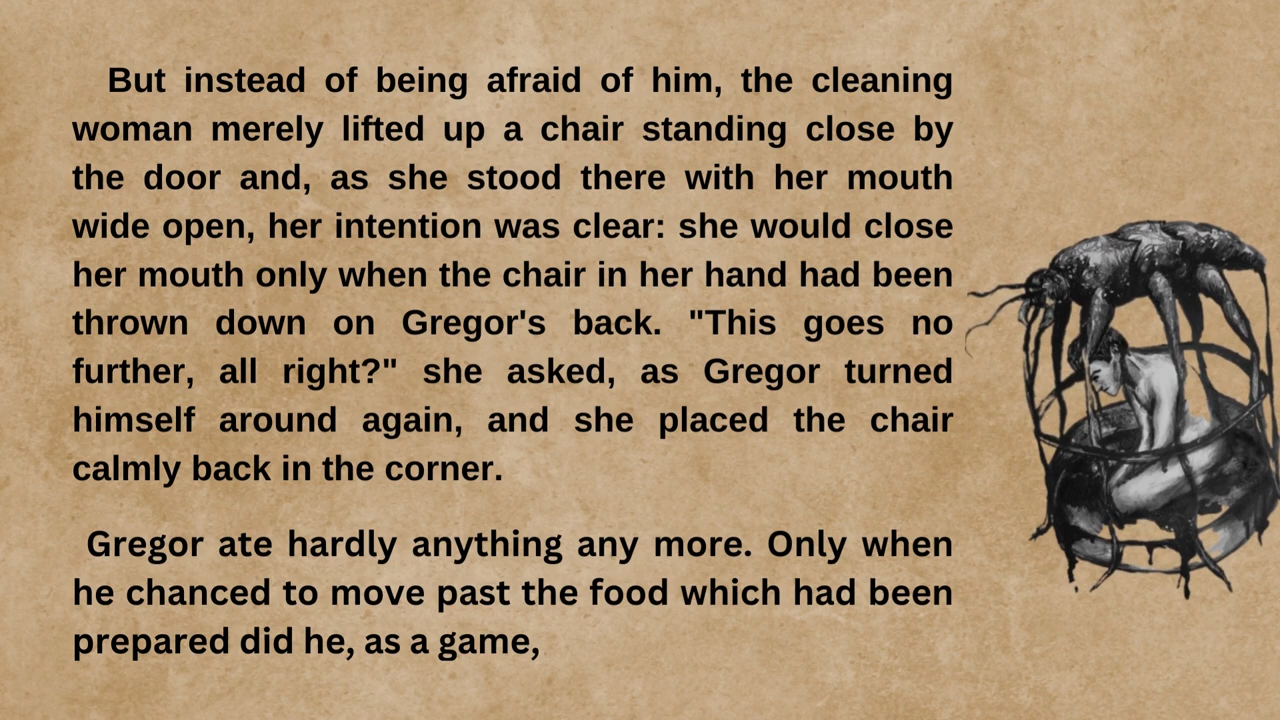 But instead of being afraid of him, the cleaning
woman merely lifted up a chair standing close by
the door and, as she stood there with her mouth
wide open, her intention was clear: she would close
her mouth only when the chair in her hand had been
thrown down on Gregor's back. "This goes no
further, all right?" she asked, as Gregor turned
himself around again, and she placed the chair
calmly back in the corner.
Gregor ate hardly anything any more. Only when
he chanced to move past the food which had been
prepared did he, as a game,